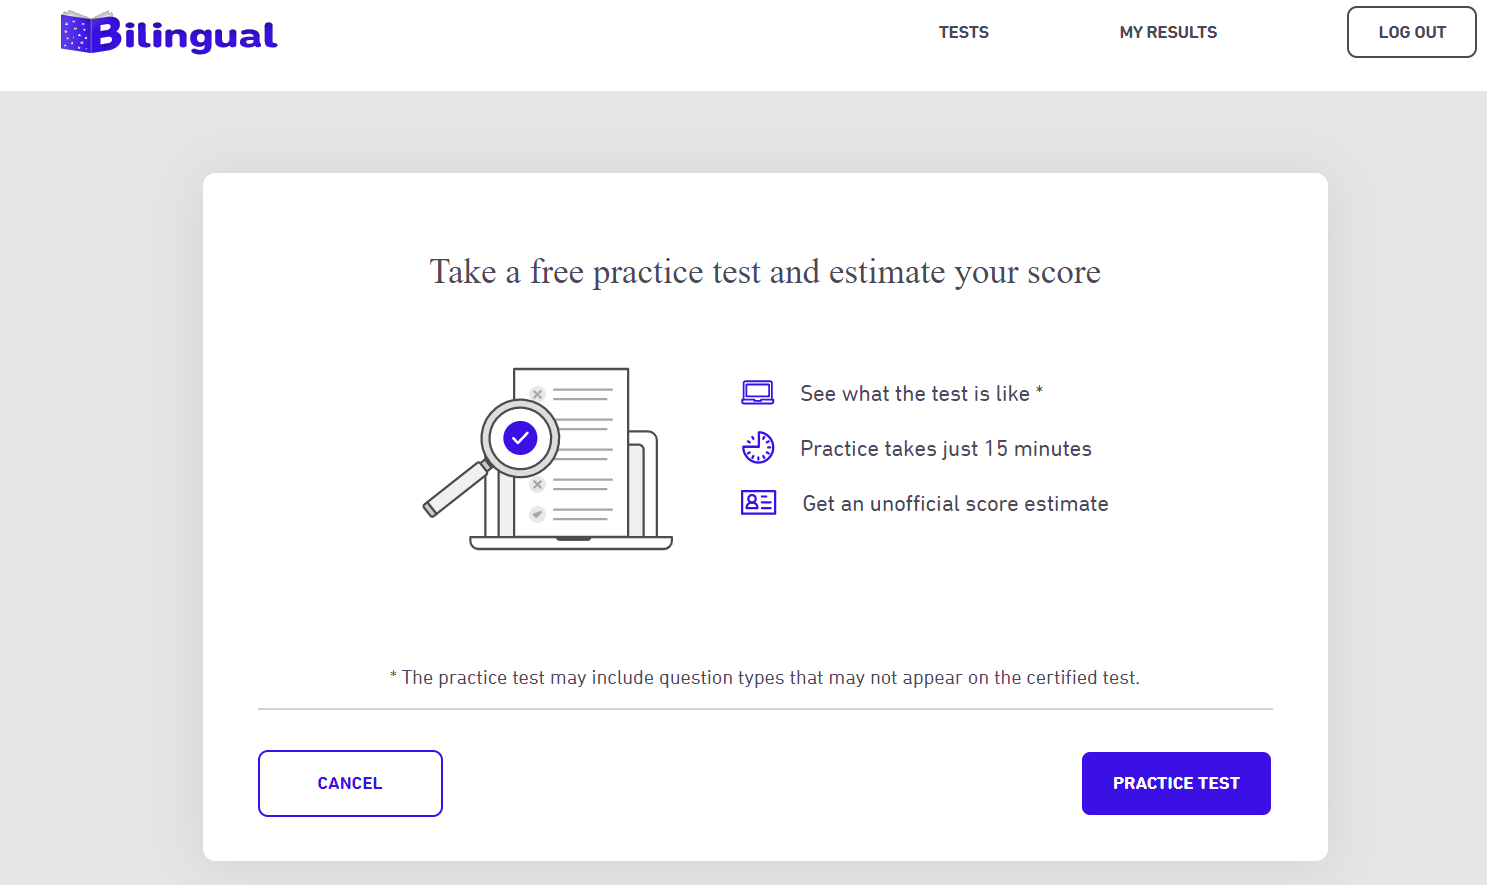 Bilingual
TESTS
MY RESULTS
LOG OUT
Take a free practice test and estimate your score
See what the test is like *
Practice takes just 15 minutes
Get an unofficial score estimate
* The practice test may include question types that may not appear on the certified test.
CANCEL
PRACTICE TEST